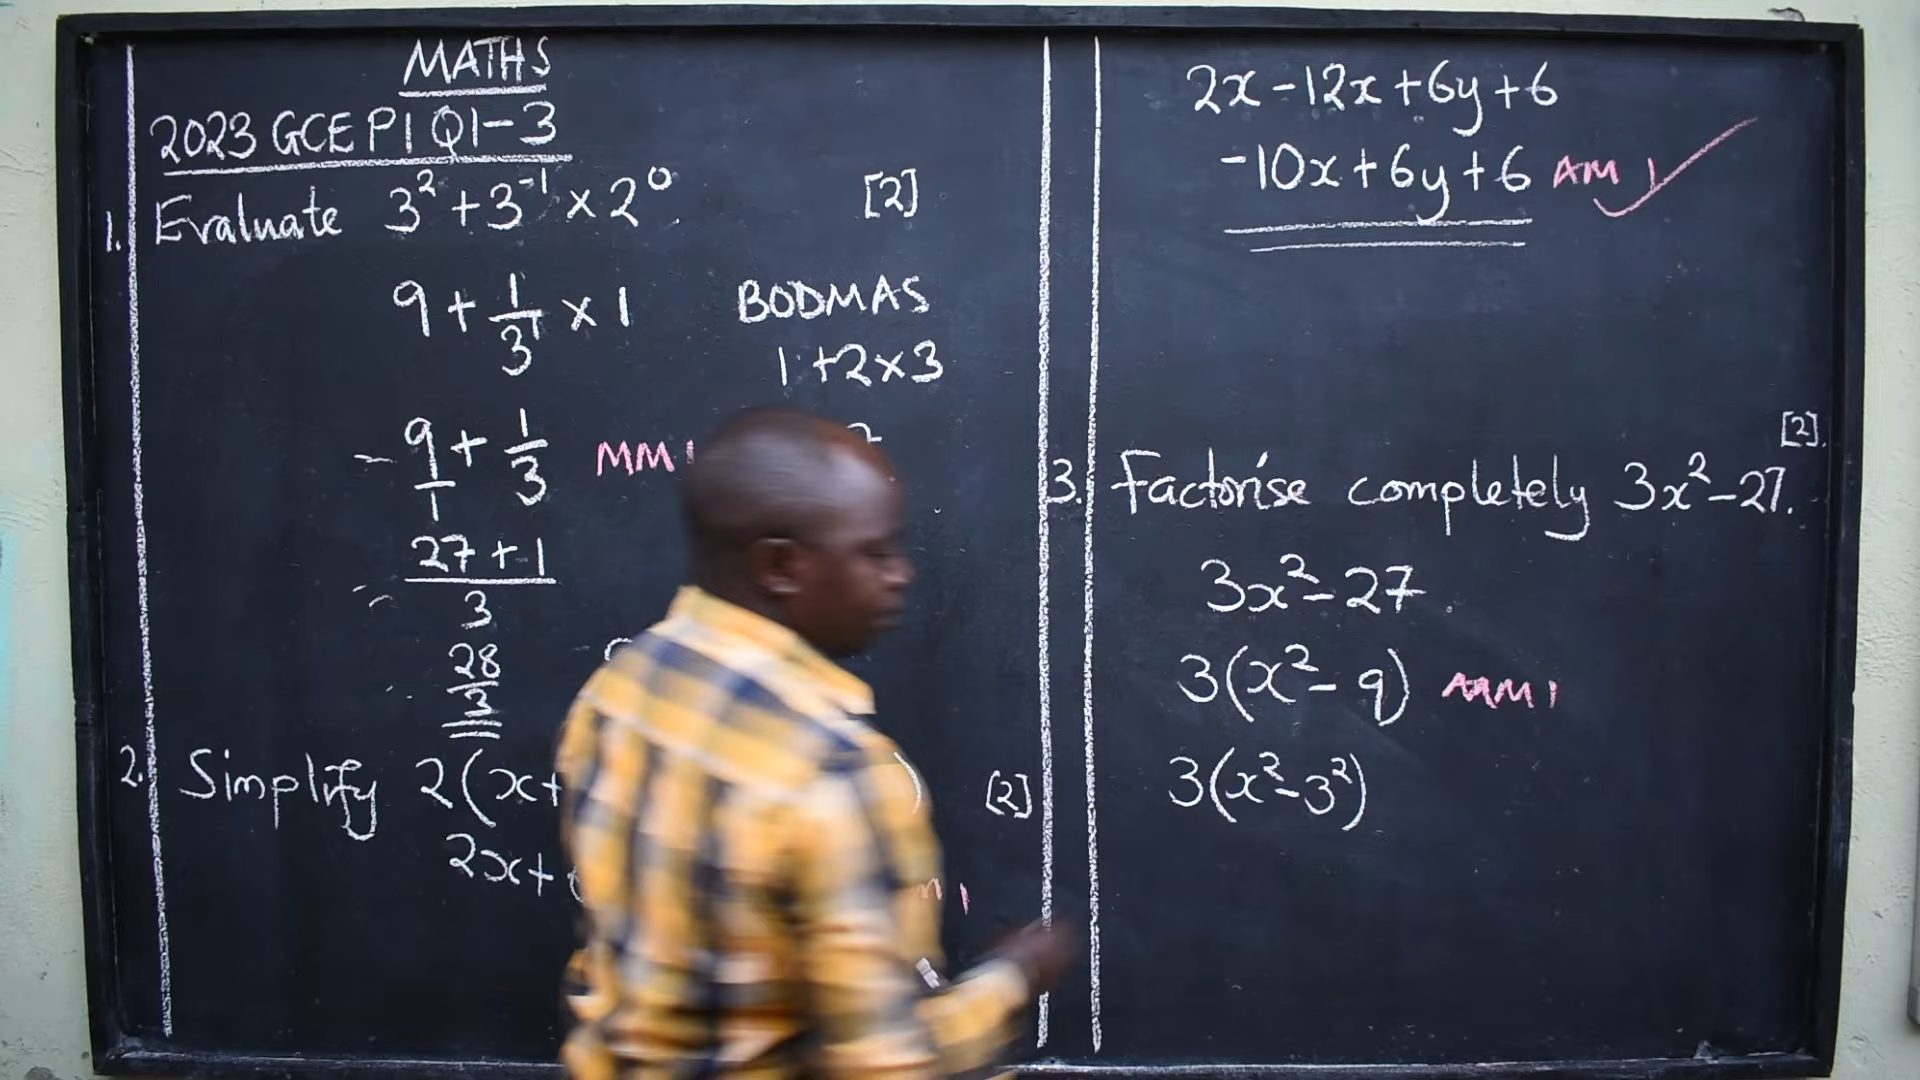 MATHS
2023 GCE P1 Q1-3
1. Evaluate 3² + 3⁻¹ × 2⁰ [2]
9 + 1/3¹ × 1
BODMAS
1 + 2 × 3
= 9/1 + 1/3 MM1
2
= 27 + 1 / 3
28/3
2. Simplify 2(x+ ) [2]
2x +
M1
2x - 12x + 6y + 6
-10x + 6y + 6 AM1 ✓
[2].
3. Factorise completely 3x² - 27.
3x² - 27
3(x² - 9) MM1
3(x² - 3²)